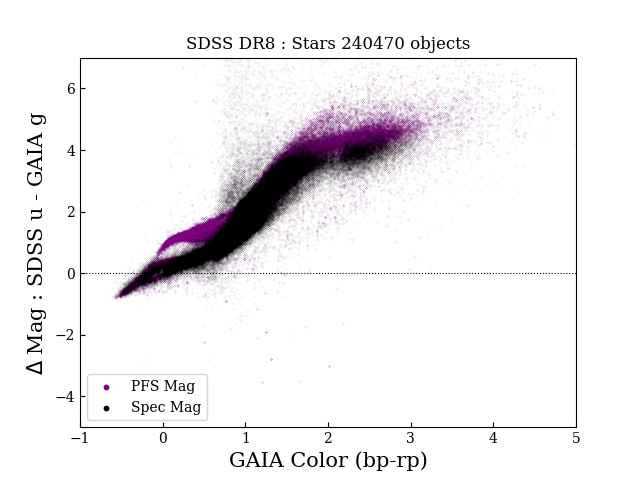 SDSS DR8 : Stars 240470 objects
Δ Mag : SDSS u - GAIA g
6
4
2
0
−2
−4
PFS Mag
Spec Mag
−1 0 1 2 3 4 5
GAIA Color (bp-rp)